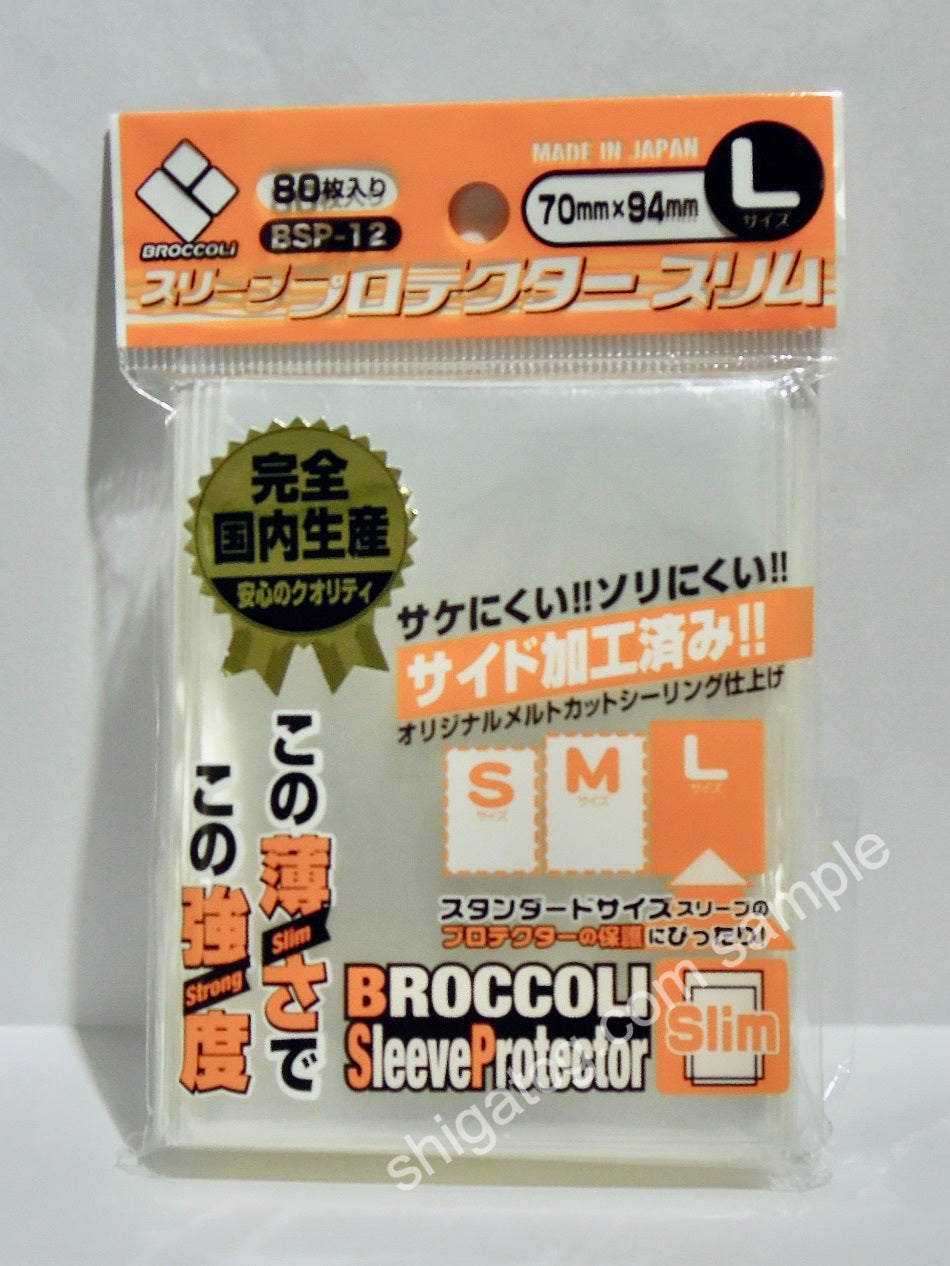 BROCCOLI
80枚入り
BSP-12
MADE IN JAPAN
70mm×94mm
L
サイズ
スリーブプロテクター スリム
完全
国内生産
安心のクオリティ
サケにくい!!ソリにくい!!
サイド加工済み!!
オリジナルメルトカットシーリング仕上げ
S
サイズ
M
サイズ
L
サイズ
スタンダードサイズスリーブの
プロテクターの保護にぴったり!
この薄さで
Slim
この強度
Strong
BROCCOLI
SleeveProtector
Slim
shigatoy.com sample